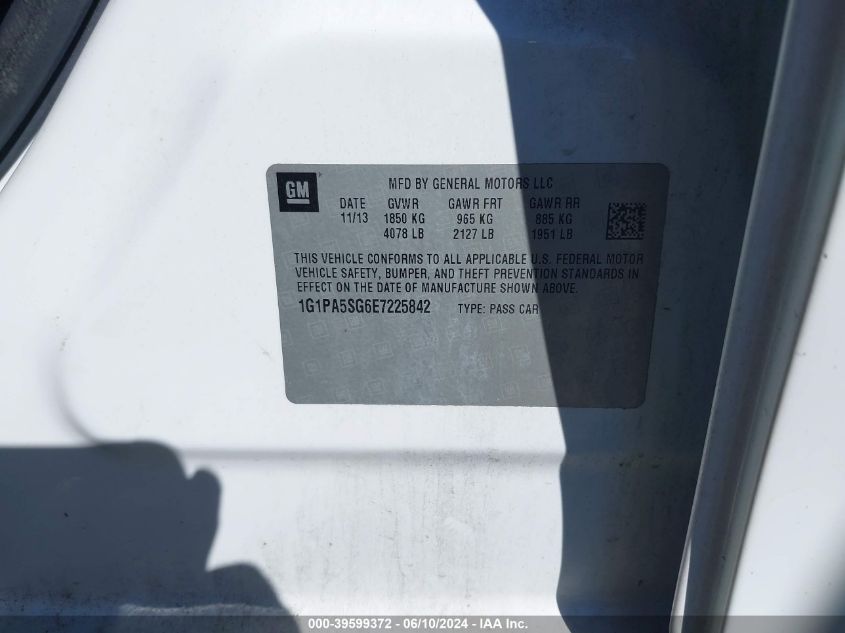 GM
MFD BY GENERAL MOTORS LLC
DATE GVWR GAWR FRT GAWR RR
11/13 1850 KG 965 KG 885 KG
4078 LB 2127 LB 1951 LB
THIS VEHICLE CONFORMS TO ALL APPLICABLE U.S. FEDERAL MOTOR
VEHICLE SAFETY, BUMPER, AND THEFT PREVENTION STANDARDS IN
EFFECT ON THE DATE OF MANUFACTURE SHOWN ABOVE.
1G1PA5SG6E7225842 TYPE: PASS CAR
000-39599372 - 06/10/2024 - IAA Inc.